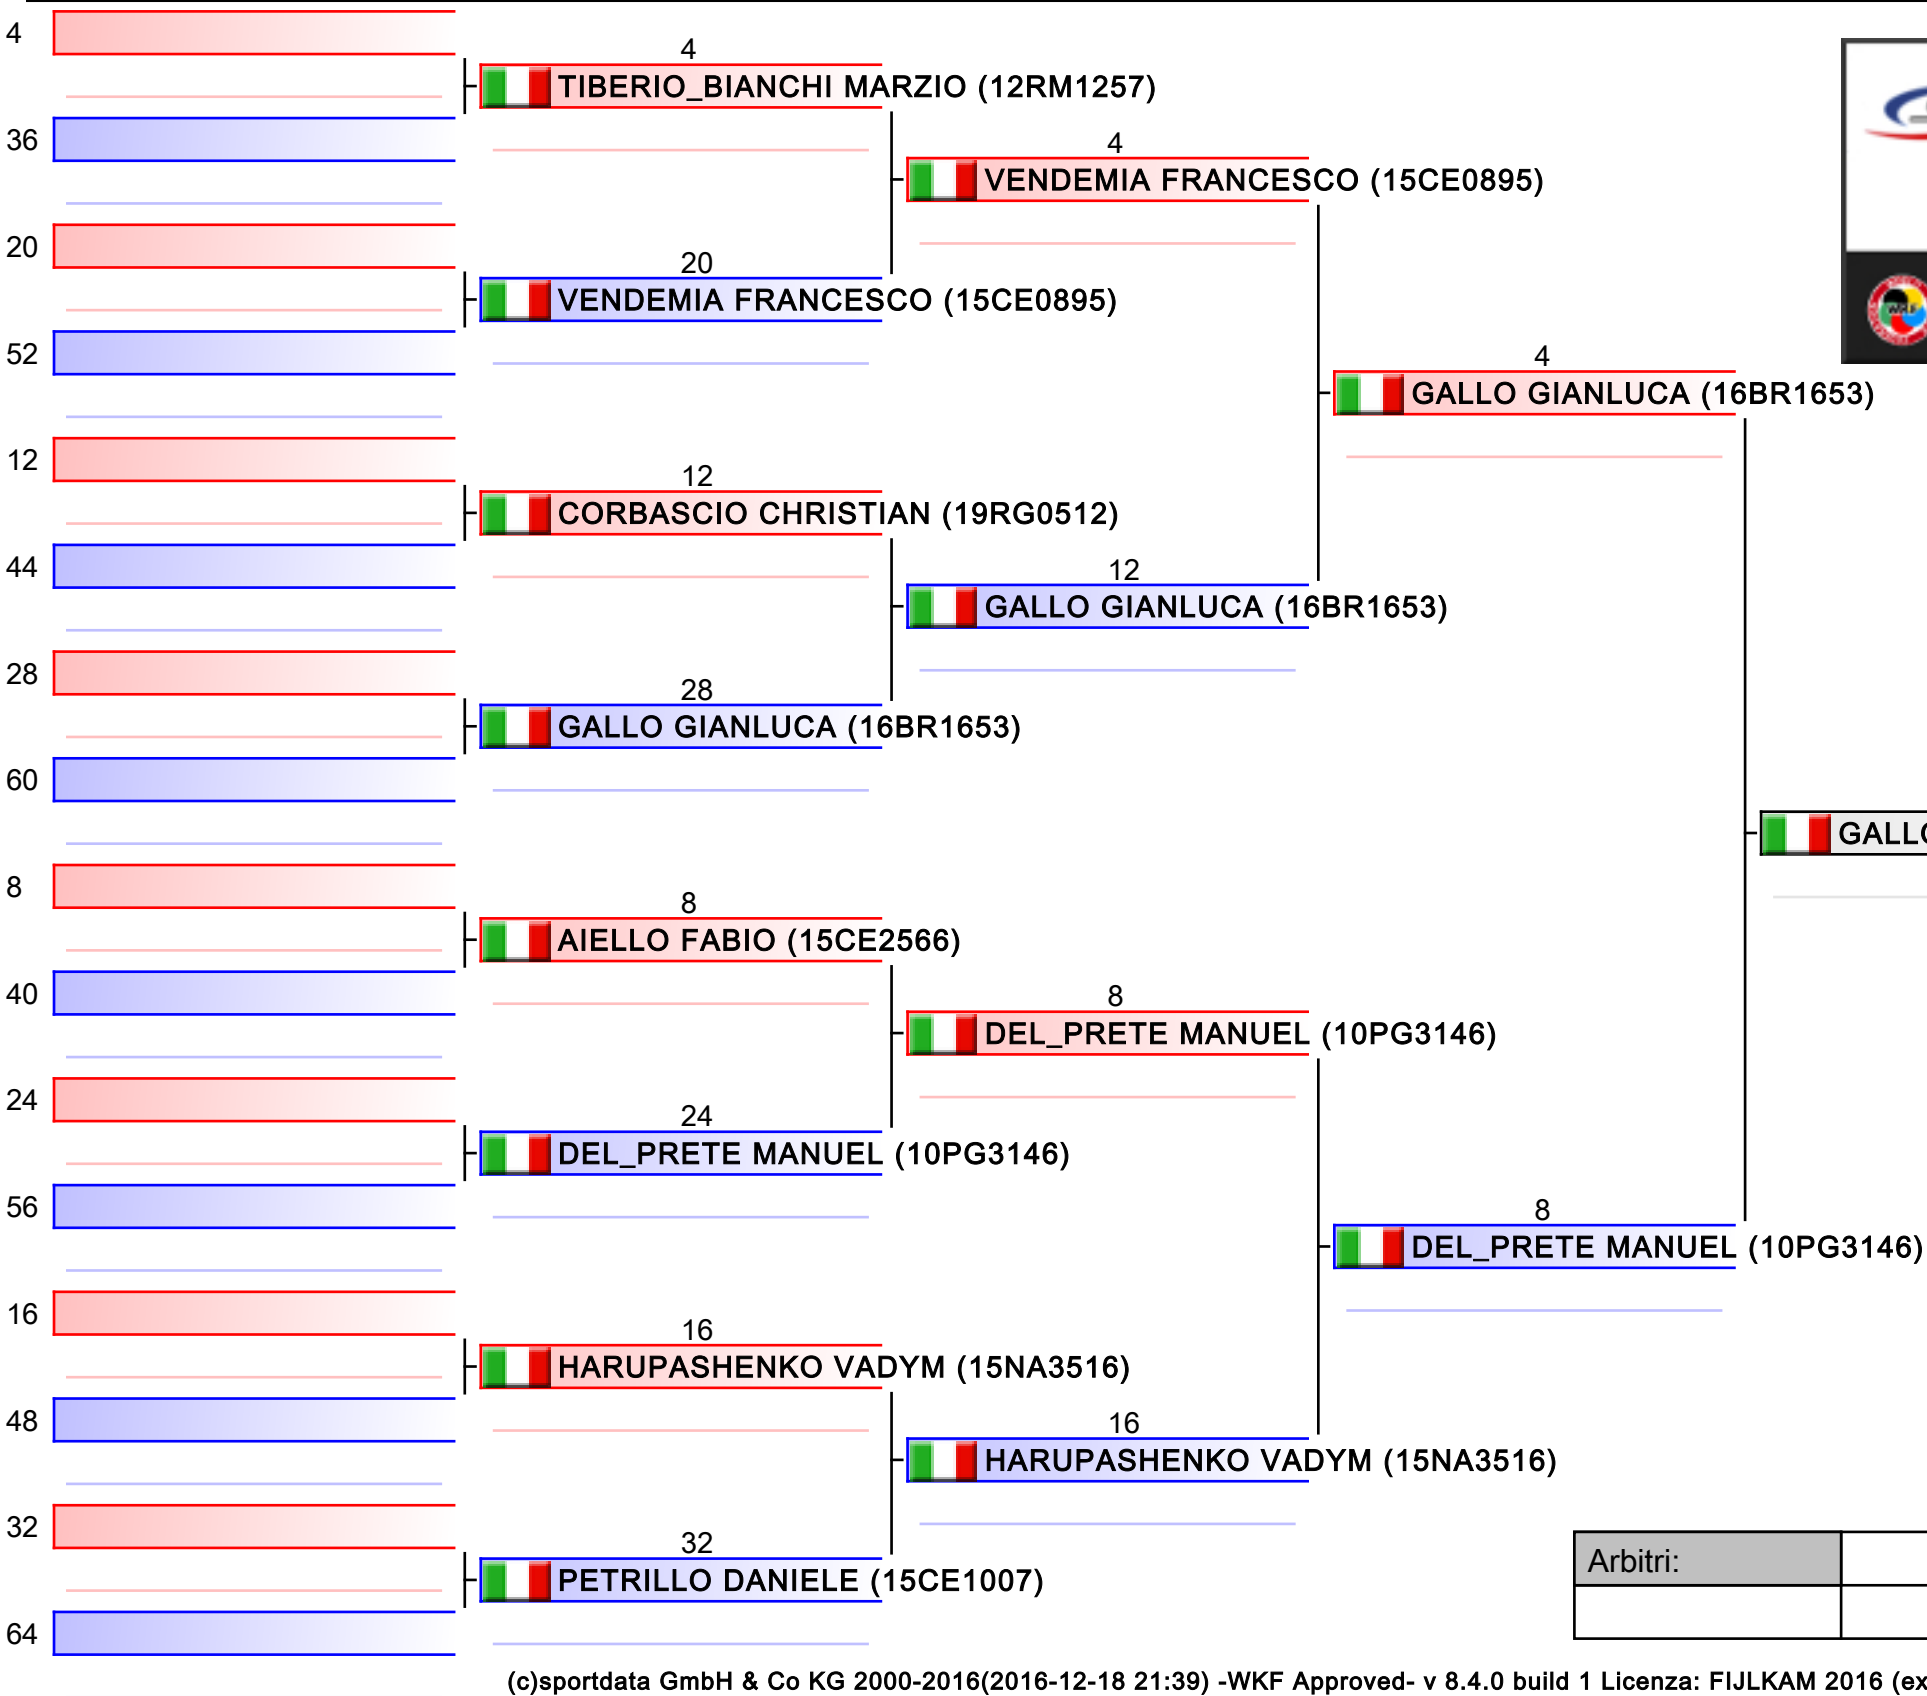 4
4
TIBERIO_BIANCHI MARZIO (12RM1257)
36
4
VENDEMIA FRANCESCO (15CE0895)
20
20
VENDEMIA FRANCESCO (15CE0895)
52
4
GALLO GIANLUCA (16BR1653)
12
12
CORBASCIO CHRISTIAN (19RG0512)
44
12
GALLO GIANLUCA (16BR1653)
28
28
GALLO GIANLUCA (16BR1653)
60
GALLO
8
8
AIELLO FABIO (15CE2566)
40
8
DEL_PRETE MANUEL (10PG3146)
24
24
DEL_PRETE MANUEL (10PG3146)
56
8
DEL_PRETE MANUEL (10PG3146)
16
16
HARUPASHENKO VADYM (15NA3516)
48
16
HARUPASHENKO VADYM (15NA3516)
32
32
PETRILLO DANIELE (15CE1007)
Arbitri:
64
(c)sportdata GmbH & Co KG 2000-2016(2016-12-18 21:39) -WKF Approved- v 8.4.0 build 1 Licenza: FIJLKAM 2016 (ex